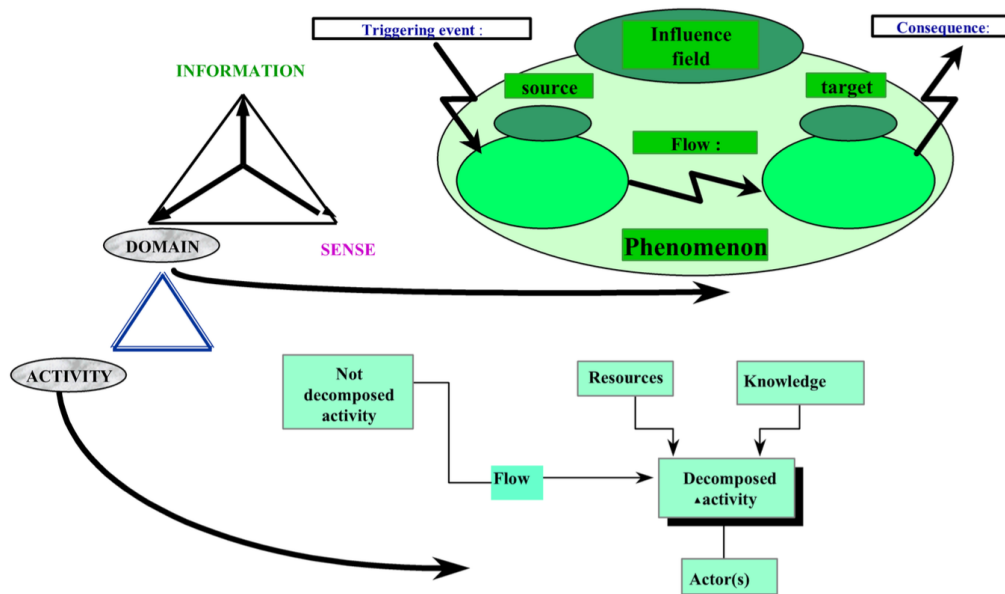 Triggering event :
Influence
field
Consequence:
INFORMATION
source
target
Flow :
DOMAIN
SENSE
Phenomenon
ACTIVITY
Not
decomposed
activity
Resources
Knowledge
Flow
Decomposed
activity
Actor(s)